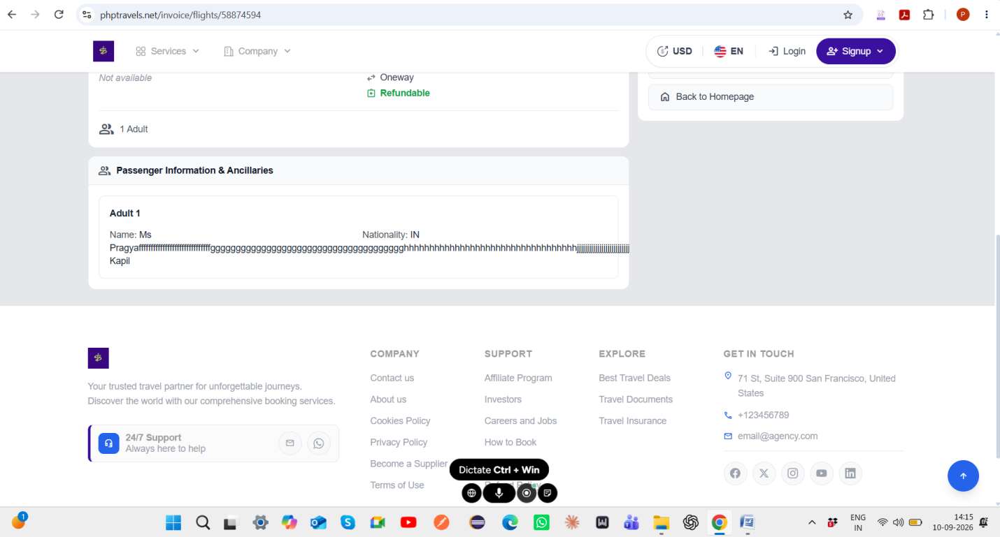 phptravels.net/invoice/flights/58874594
P
Services
Company
USD
EN
Login
Signup
Not available
Oneway
Refundable
Back to Homepage
1 Adult
Passenger Information & Ancillaries
Adult 1
Name: Ms
Nationality: IN
Kapil
Your trusted travel partner for unforgettable journeys.
Discover the world with our comprehensive booking services.
24/7 Support
Always here to help
COMPANY
Contact us
About us
Cookies Policy
Privacy Policy
Become a Supplier
Terms of Use
SUPPORT
Affiliate Program
Investors
Careers and Jobs
How to Book
EXPLORE
Best Travel Deals
Travel Documents
Travel Insurance
GET IN TOUCH
71 St, Suite 900 San Francisco, United
States
+123456789
email@agency.com
Dictate Ctrl + Win
1
ENG
IN
14:15
10-09-2026